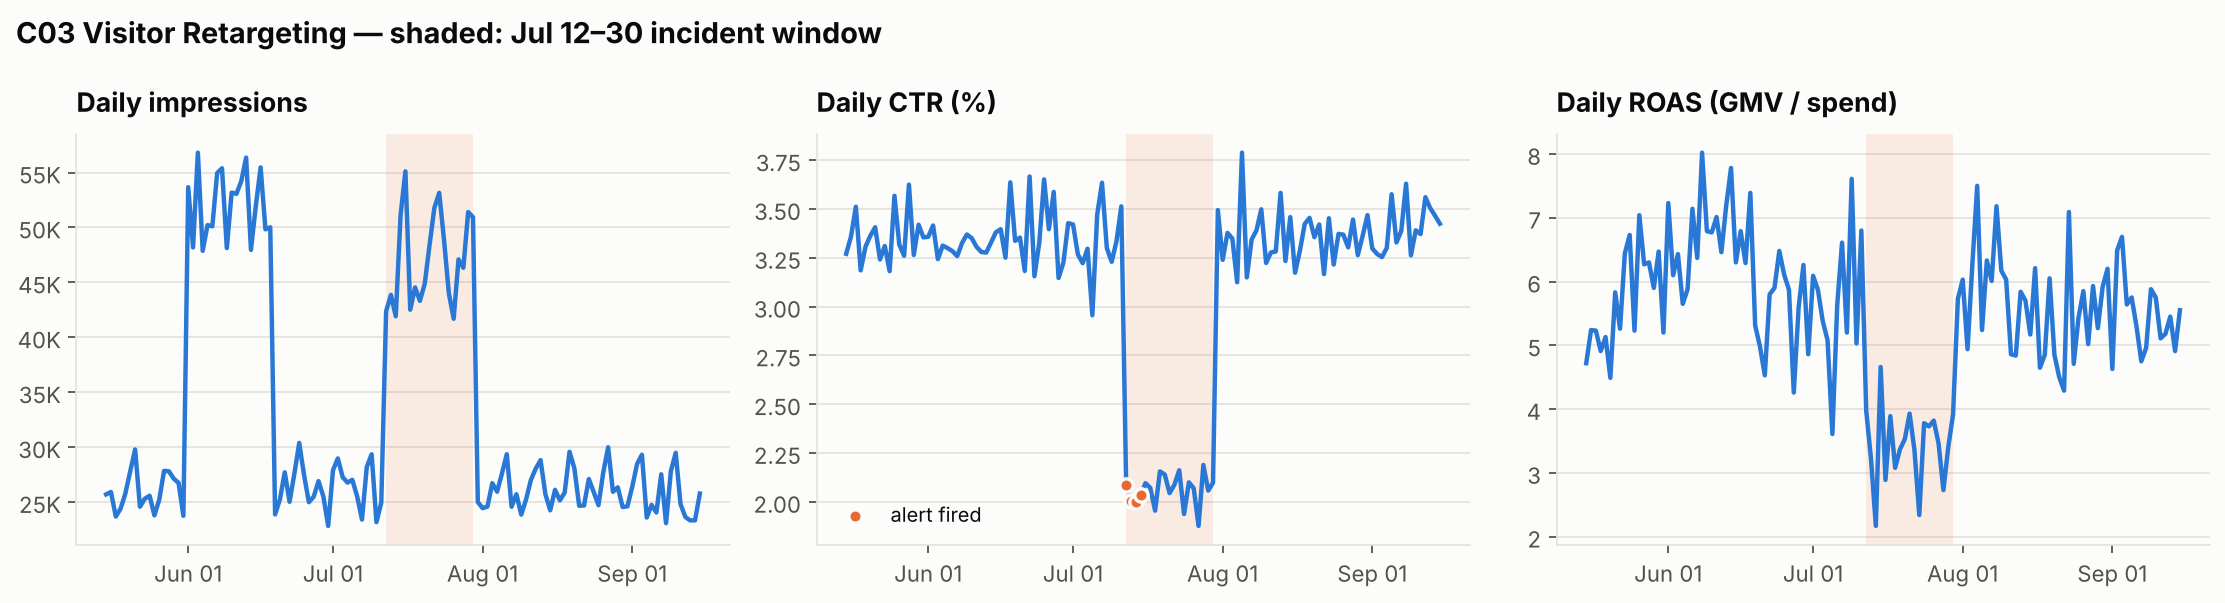 C03 Visitor Retargeting — shaded: Jul 12–30 incident window
Daily impressions
55K
50K
45K
40K
35K
30K
25K
Jun 01
Jul 01
Aug 01
Sep 01
Daily CTR (%)
3.75
3.50
3.25
3.00
2.75
2.50
2.25
2.00
alert fired
Jun 01
Jul 01
Aug 01
Sep 01
Daily ROAS (GMV / spend)
8
7
6
5
4
3
2
Jun 01
Jul 01
Aug 01
Sep 01